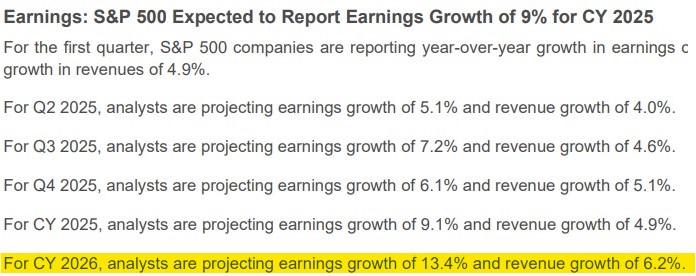 Earnings: S&P 500 Expected to Report Earnings Growth of 9% for CY 2025
For the first quarter, S&P 500 companies are reporting year-over-year growth in earnings
growth in revenues of 4.9%.
For Q2 2025, analysts are projecting earnings growth of 5.1% and revenue growth of 4.0%.
For Q3 2025, analysts are projecting earnings growth of 7.2% and revenue growth of 4.6%.
For Q4 2025, analysts are projecting earnings growth of 6.1% and revenue growth of 5.1%.
For CY 2025, analysts are projecting earnings growth of 9.1% and revenue growth of 4.9%.
For CY 2026, analysts are projecting earnings growth of 13.4% and revenue growth of 6.2%.